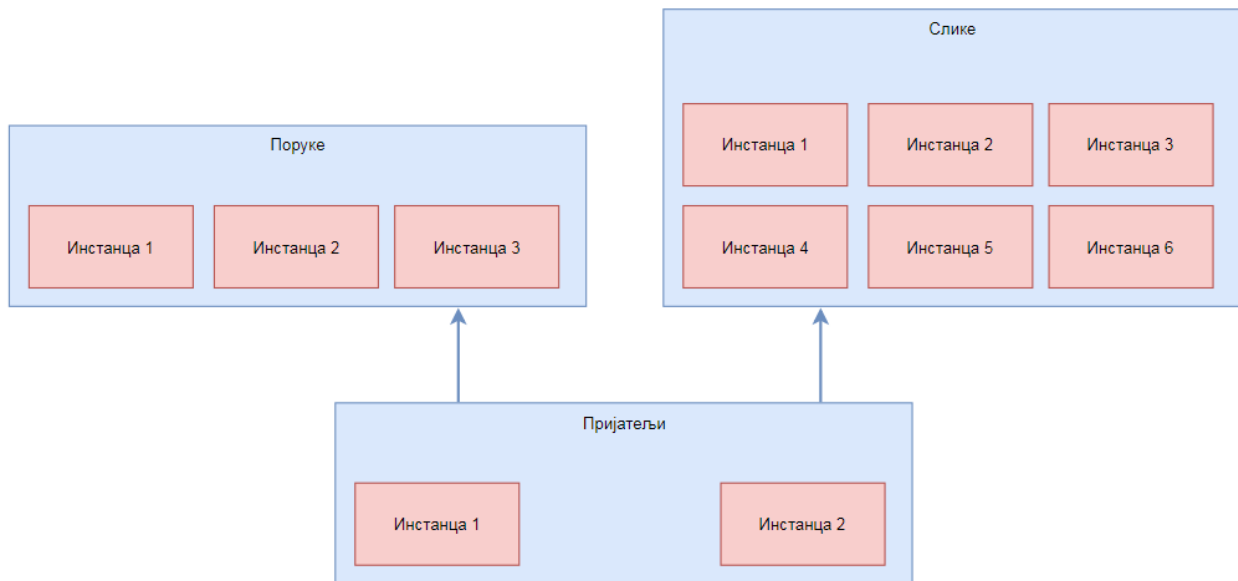 Слике
Инстанца 1
Инстанца 2
Инстанца 3
Инстанца 4
Инстанца 5
Инстанца 6
Поруке
Инстанца 1
Инстанца 2
Инстанца 3
Пријатељи
Инстанца 1
Инстанца 2